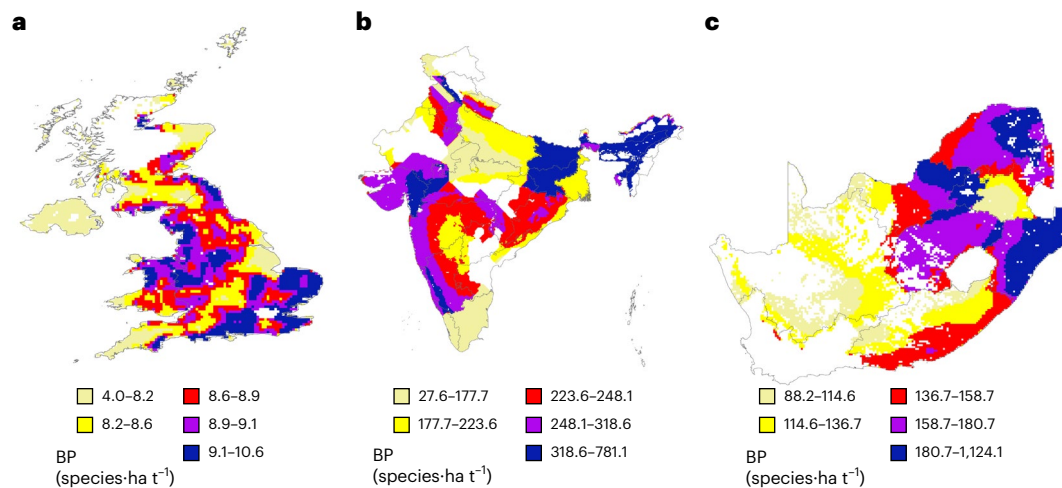 a
b
c
4.0–8.2
8.6–8.9
8.2–8.6
8.9–9.1
9.1–10.6
BP
(species·ha t⁻¹)
27.6–177.7
223.6–248.1
177.7–223.6
248.1–318.6
318.6–781.1
BP
(species·ha t⁻¹)
88.2–114.6
136.7–158.7
114.6–136.7
158.7–180.7
180.7–1,124.1
BP
(species·ha t⁻¹)